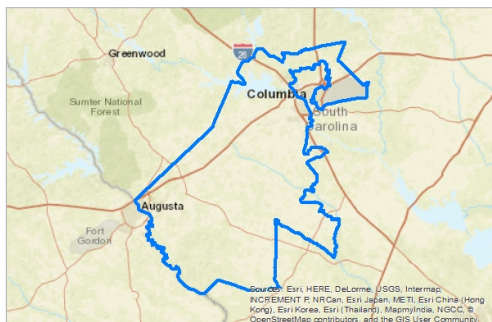 Greenwood
26
Sumter National
Forest
Columbia
South
Carolina
Augusta
Fort
Gordon
Sources: Esri, HERE, DeLorme, USGS, Intermap,
INCREMENT P, NRCan, Esri Japan, METI, Esri China (Hong
Kong), Esri Korea, Esri (Thailand), MapmyIndia, NGCC, ©
OpenStreetMap contributors, and the GIS User Community